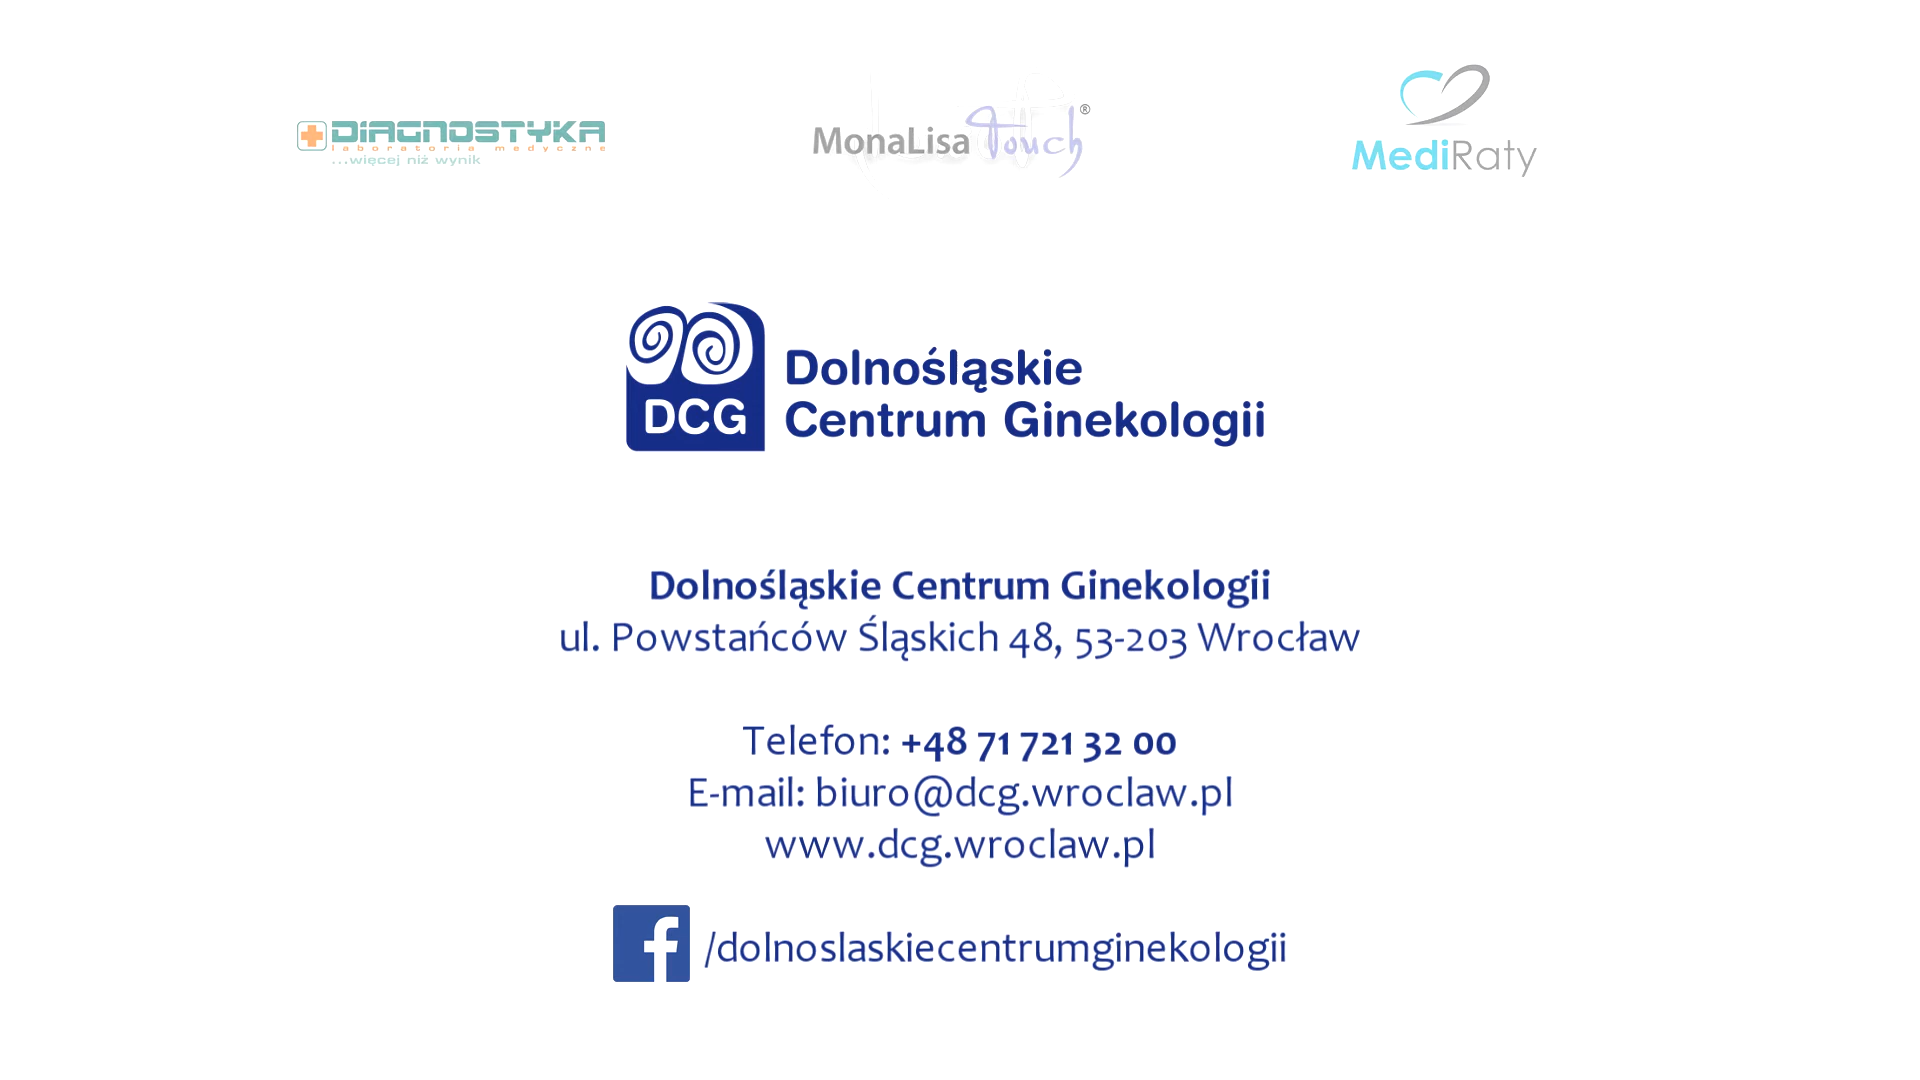 DIAGNOSTYKA
laboratoria medyczne
...więcej niż wynik
MonaLisa Touch®
MediRaty
DCG
Dolnośląskie
Centrum Ginekologii
Dolnośląskie Centrum Ginekologii
ul. Powstańców Śląskich 48, 53-203 Wrocław
Telefon: +48 71 721 32 00
E-mail: biuro@dcg.wroclaw.pl
www.dcg.wroclaw.pl
f /dolnoslaskiecentrumginekologii